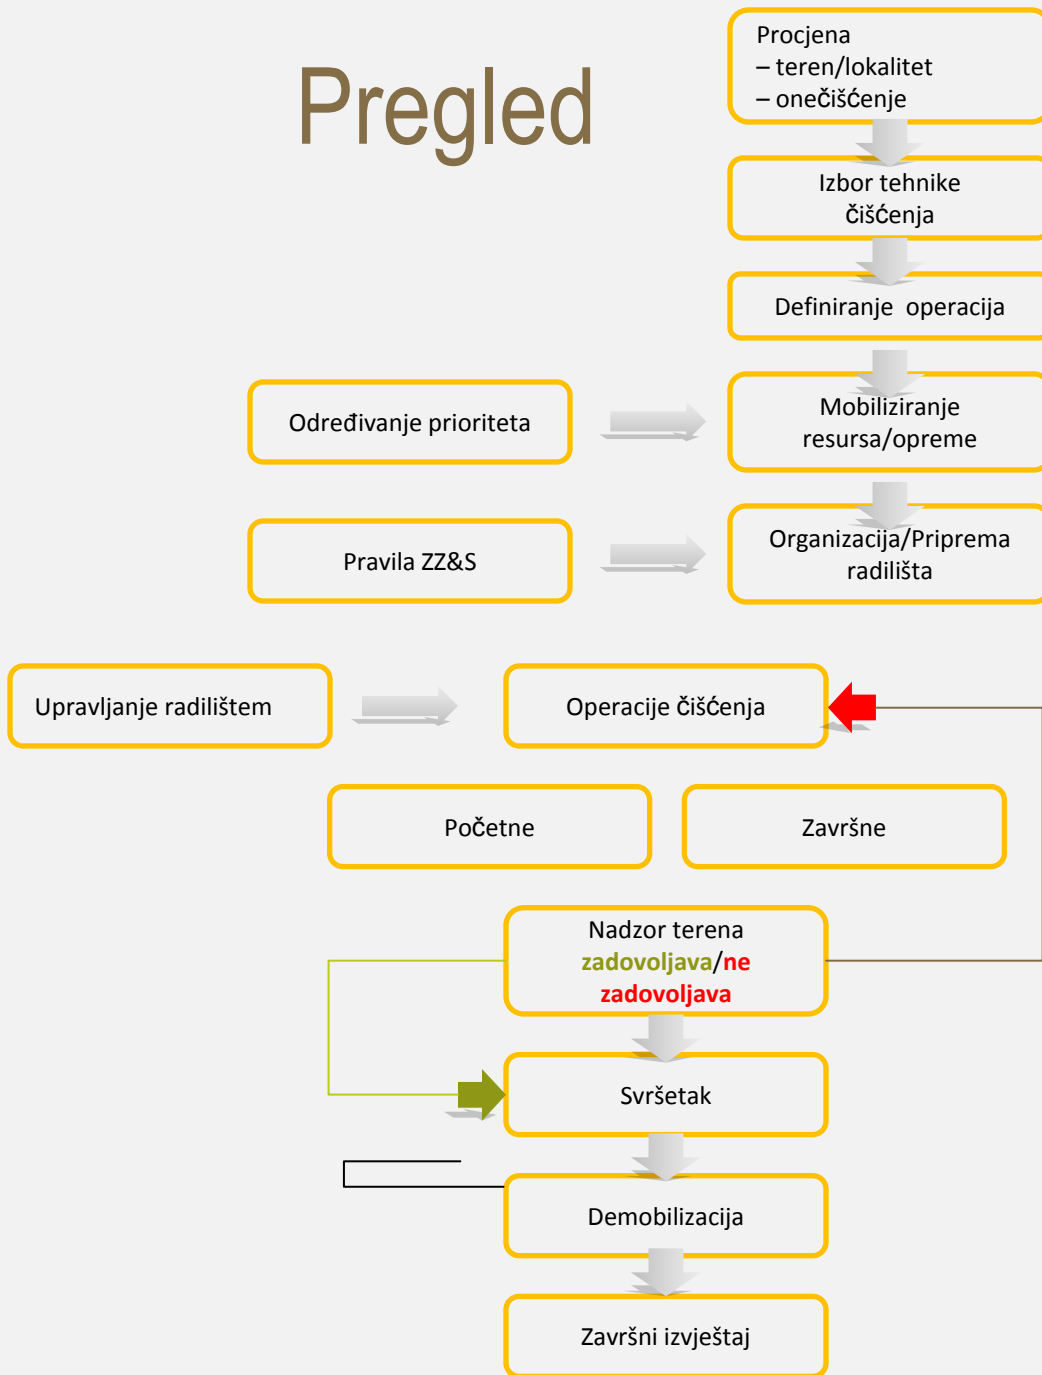 Pregled
Procjena
– teren/lokalitet
– onečišćenje
Izbor tehnike
čišćenja
Definiranje operacija
Određivanje prioriteta
Mobiliziranje
resursa/opreme
Pravila ZZ&S
Organizacija/Priprema
radilišta
Upravljanje radilištem
Operacije čišćenja
Početne
Završne
Nadzor terena
zadovoljava/ne
zadovoljava
Svršetak
Demobilizacija
Završni izvještaj